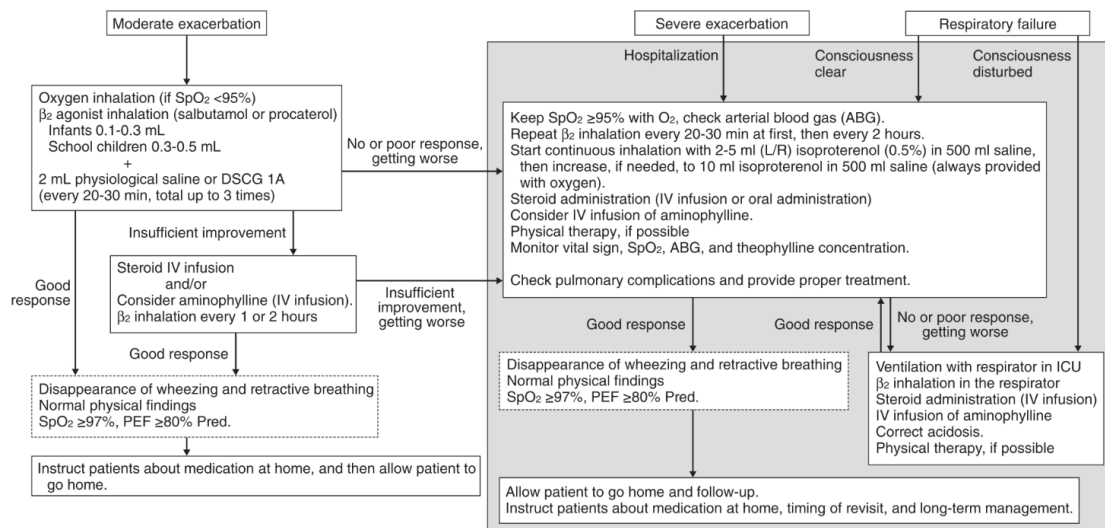 Moderate exacerbation
Severe exacerbation
Respiratory failure
Hospitalization
Consciousness
clear
Consciousness
disturbed
Oxygen inhalation (if SpO₂ <95%)
β₂ agonist inhalation (salbutamol or procaterol)
Infants 0.1-0.3 mL
School children 0.3-0.5 mL
+
2 mL physiological saline or DSCG 1A
(every 20-30 min, total up to 3 times)
No or poor response,
getting worse
Keep SpO₂ ≥95% with O₂, check arterial blood gas (ABG).
Repeat β₂ inhalation every 20-30 min at first, then every 2 hours.
Start continuous inhalation with 2-5 ml (L/R) isoproterenol (0.5%) in 500 ml saline,
then increase, if needed, to 10 ml isoproterenol in 500 ml saline (always provided
with oxygen).
Steroid administration (IV infusion or oral administration)
Consider IV infusion of aminophylline.
Physical therapy, if possible
Monitor vital sign, SpO₂, ABG, and theophylline concentration.
Check pulmonary complications and provide proper treatment.
Insufficient improvement
Good
response
Steroid IV infusion
and/or
Consider aminophylline (IV infusion).
β₂ inhalation every 1 or 2 hours
Insufficient
improvement,
getting worse
Good response
Good response
Good response
No or poor response,
getting worse
Disappearance of wheezing and retractive breathing
Normal physical findings
SpO₂ ≥97%, PEF ≥80% Pred.
Disappearance of wheezing and retractive breathing
Normal physical findings
SpO₂ ≥97%, PEF ≥80% Pred.
Ventilation with respirator in ICU
β₂ inhalation in the respirator
Steroid administration (IV infusion)
IV infusion of aminophylline
Correct acidosis.
Physical therapy, if possible
Instruct patients about medication at home, and then allow patient to
go home.
Allow patient to go home and follow-up.
Instruct patients about medication at home, timing of revisit, and long-term management.